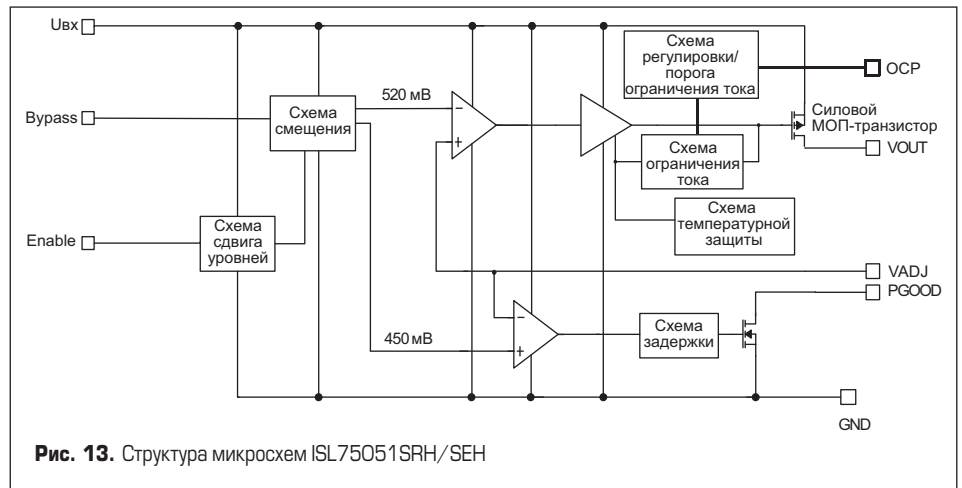 Uвх
Bypass
Enable
Схема
сдвига
уровней
Схема
смещения
520 мВ
450 мВ
−
+
−
+
Схема
регулировки/
порога
ограничения тока
Схема
ограничения
тока
Схема
температурной
защиты
Схема
задержки
OCP
Силовой
МОП-транзистор
VOUT
VADJ
PGOOD
GND
Рис. 13. Структура микросхем ISL75051SRH/SEH